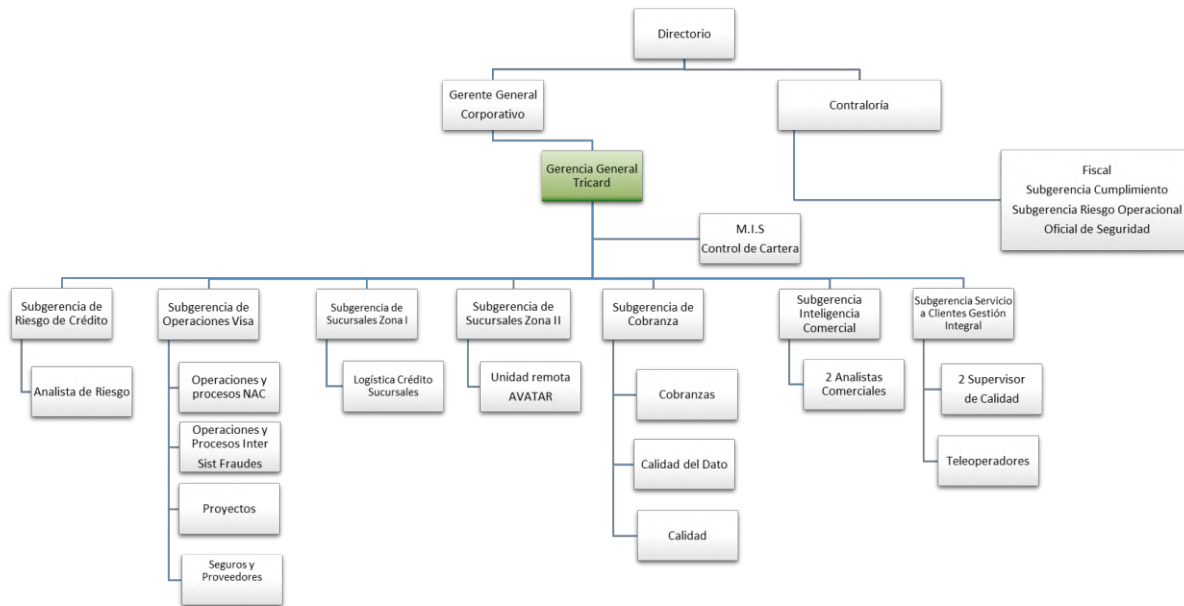 Directorio
Gerente General
Corporativo
Contraloría
Gerencia General
Tricard
Fiscal
Subgerencia Cumplimiento
Subgerencia Riesgo Operacional
Oficial de Seguridad
M.I.S
Control de Cartera
Subgerencia de
Riesgo de Crédito
Subgerencia de
Operaciones Visa
Subgerencia de
Sucursales Zona I
Subgerencia de
Sucursales Zona II
Subgerencia de
Cobranza
Subgerencia
Inteligencia
Comercial
Subgerencia Servicio
a Clientes Gestión
Integral
Analista de Riesgo
Operaciones y
procesos NAC
Operaciones y
Procesos Inter
Sist Fraudes
Proyectos
Seguros y
Proveedores
Logística Crédito
Sucursales
Unidad remota
AVATAR
Cobranzas
Calidad del Dato
Calidad
2 Analistas
Comerciales
2 Supervisor
de Calidad
Teleoperadores